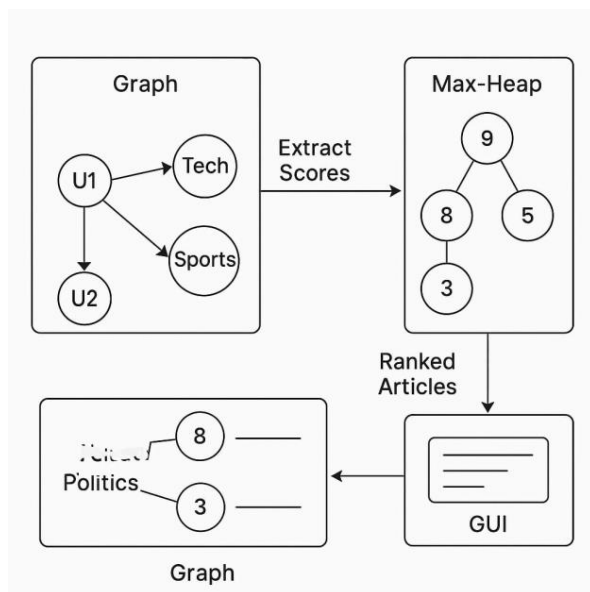 Graph
U1
Tech
Sports
U2
Extract
Scores
Max-Heap
9
8
5
3
Ranked
Articles
GUI
8
Politics
3
Graph